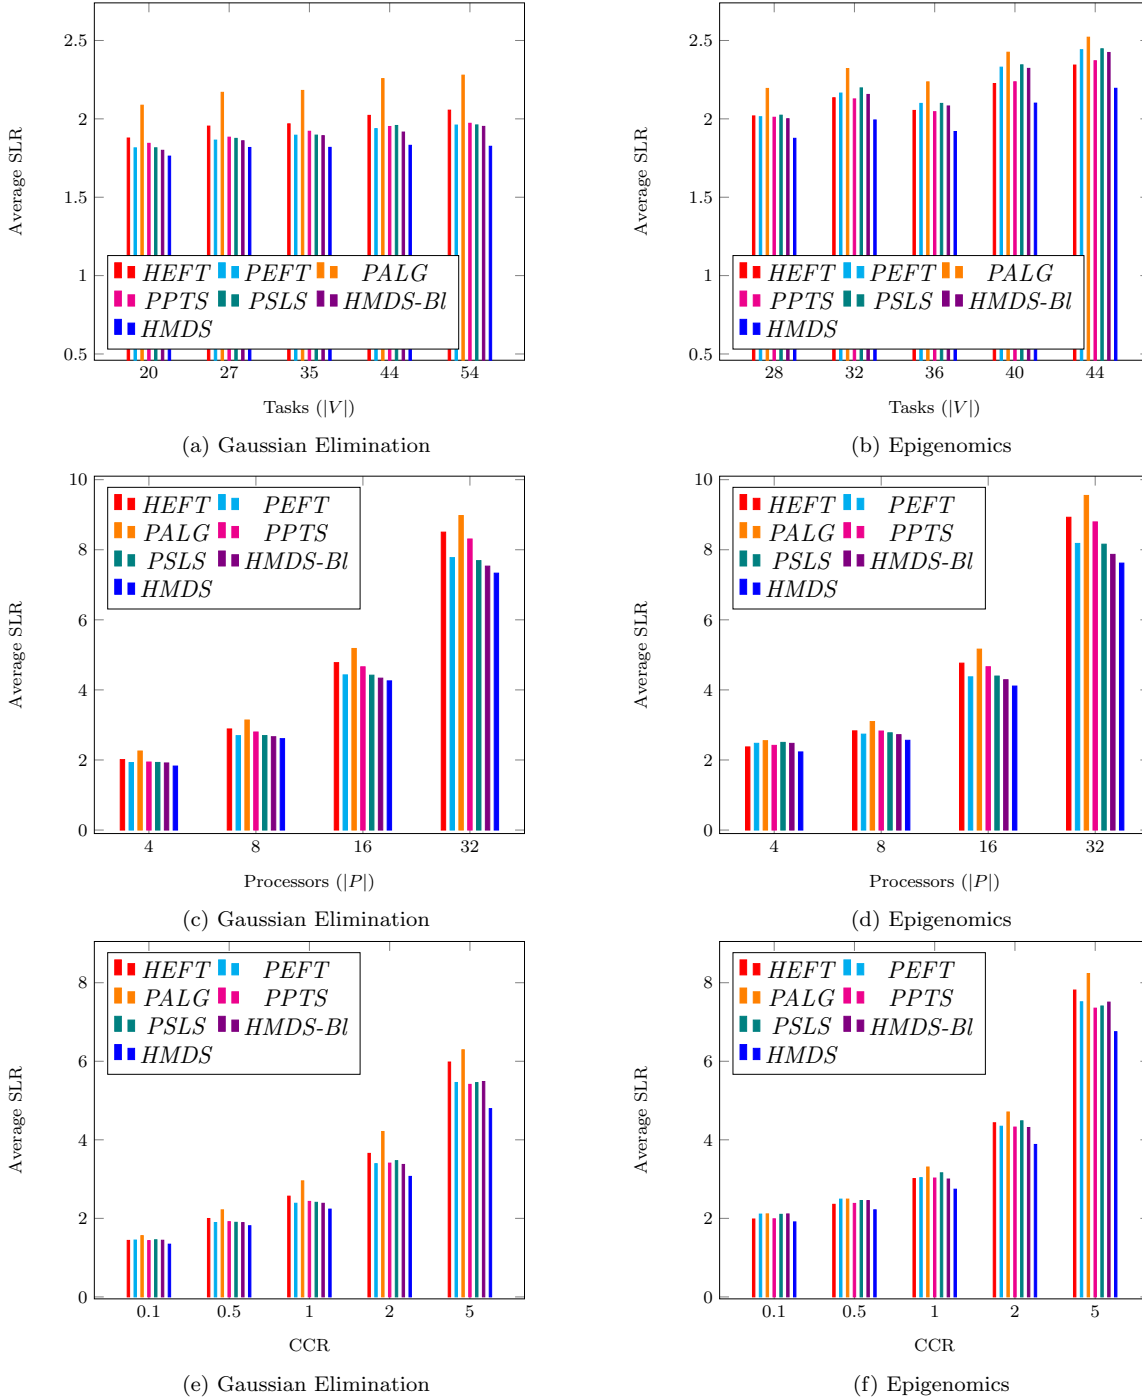 2.5
2
1.5
1
0.5
Average SLR
HEFT PEFT PALG
PPTS PSLS HMDS-Bl
HMDS
20 27 35 44 54
Tasks (|V|)
(a) Gaussian Elimination
2.5
2
1.5
1
0.5
Average SLR
HEFT PEFT PALG
PPTS PSLS HMDS-Bl
HMDS
28 32 36 40 44
Tasks (|V|)
(b) Epigenomics
10
8
6
4
2
0
Average SLR
HEFT PEFT
PALG PPTS
PSLS HMDS-Bl
HMDS
4 8 16 32
Processors (|P|)
(c) Gaussian Elimination
10
8
6
4
2
0
Average SLR
HEFT PEFT
PALG PPTS
PSLS HMDS-Bl
HMDS
4 8 16 32
Processors (|P|)
(d) Epigenomics
8
6
4
2
0
Average SLR
HEFT PEFT
PALG PPTS
PSLS HMDS-Bl
HMDS
0.1 0.5 1 2 5
CCR
(e) Gaussian Elimination
8
6
4
2
0
Average SLR
HEFT PEFT
PALG PPTS
PSLS HMDS-Bl
HMDS
0.1 0.5 1 2 5
CCR
(f) Epigenomics